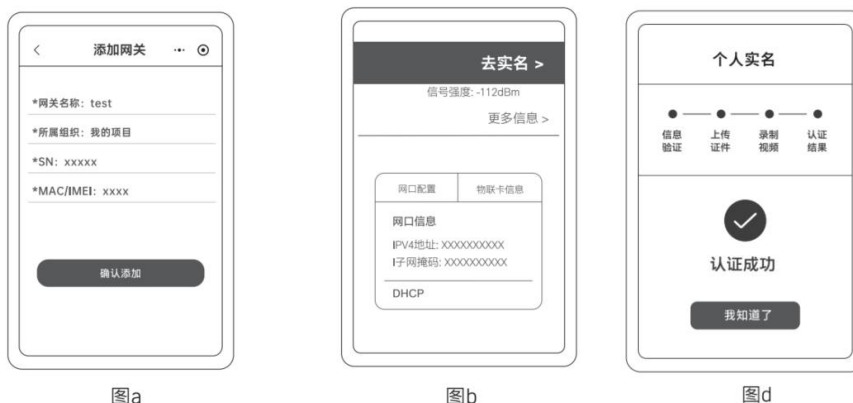 添加网关
*网关名称: test
*所属组织: 我的项目
*SN: xxxxx
*MAC/IMEI: xxxx
确认添加
图a
去实名 >
信号强度: -112dBm
更多信息 >
网口配置 物联卡信息
网口信息
IPV4地址: XXXXXXXXXX
I子网掩码: XXXXXXXXXX
DHCP
图b
个人实名
信息验证 上传证件 录制视频 认证结果
认证成功
我知道了
图d